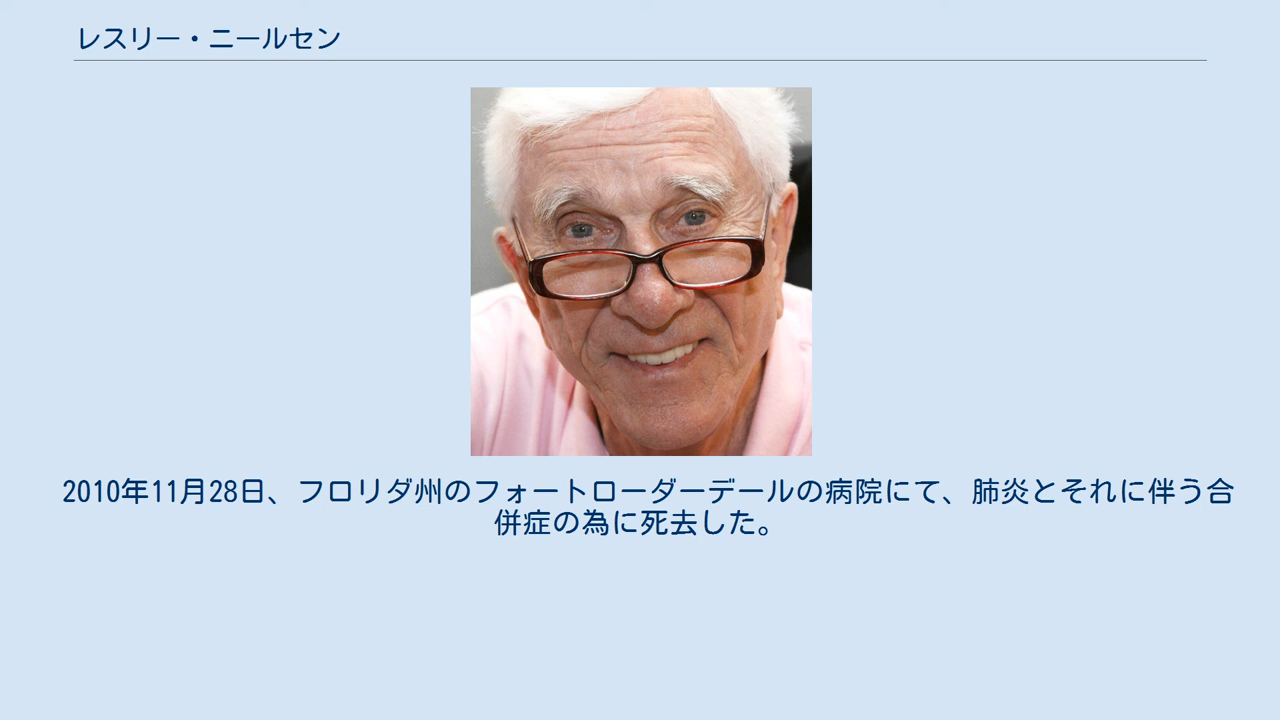 レスリー・ニールセン
2010年11月28日、フロリダ州のフォートローダーデールの病院にて、肺炎とそれに伴う合
併症の為に死去した。